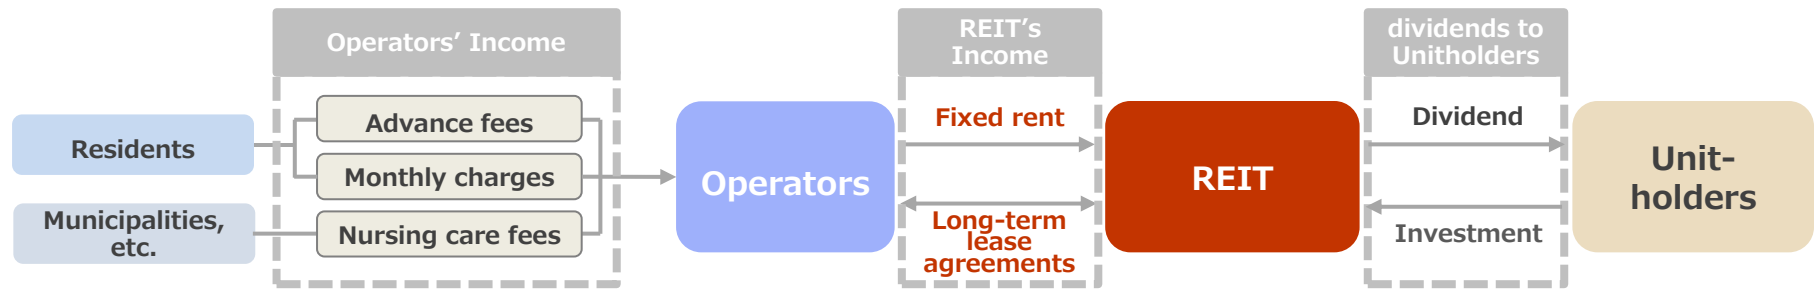 Operators’ Income
REIT’s
Income
dividends to
Unitholders
Residents
Municipalities,
etc.
Advance fees
Monthly charges
Nursing care fees
Operators
Fixed rent
Long-term
lease
agreements
REIT
Dividend
Investment
Unit-
holders